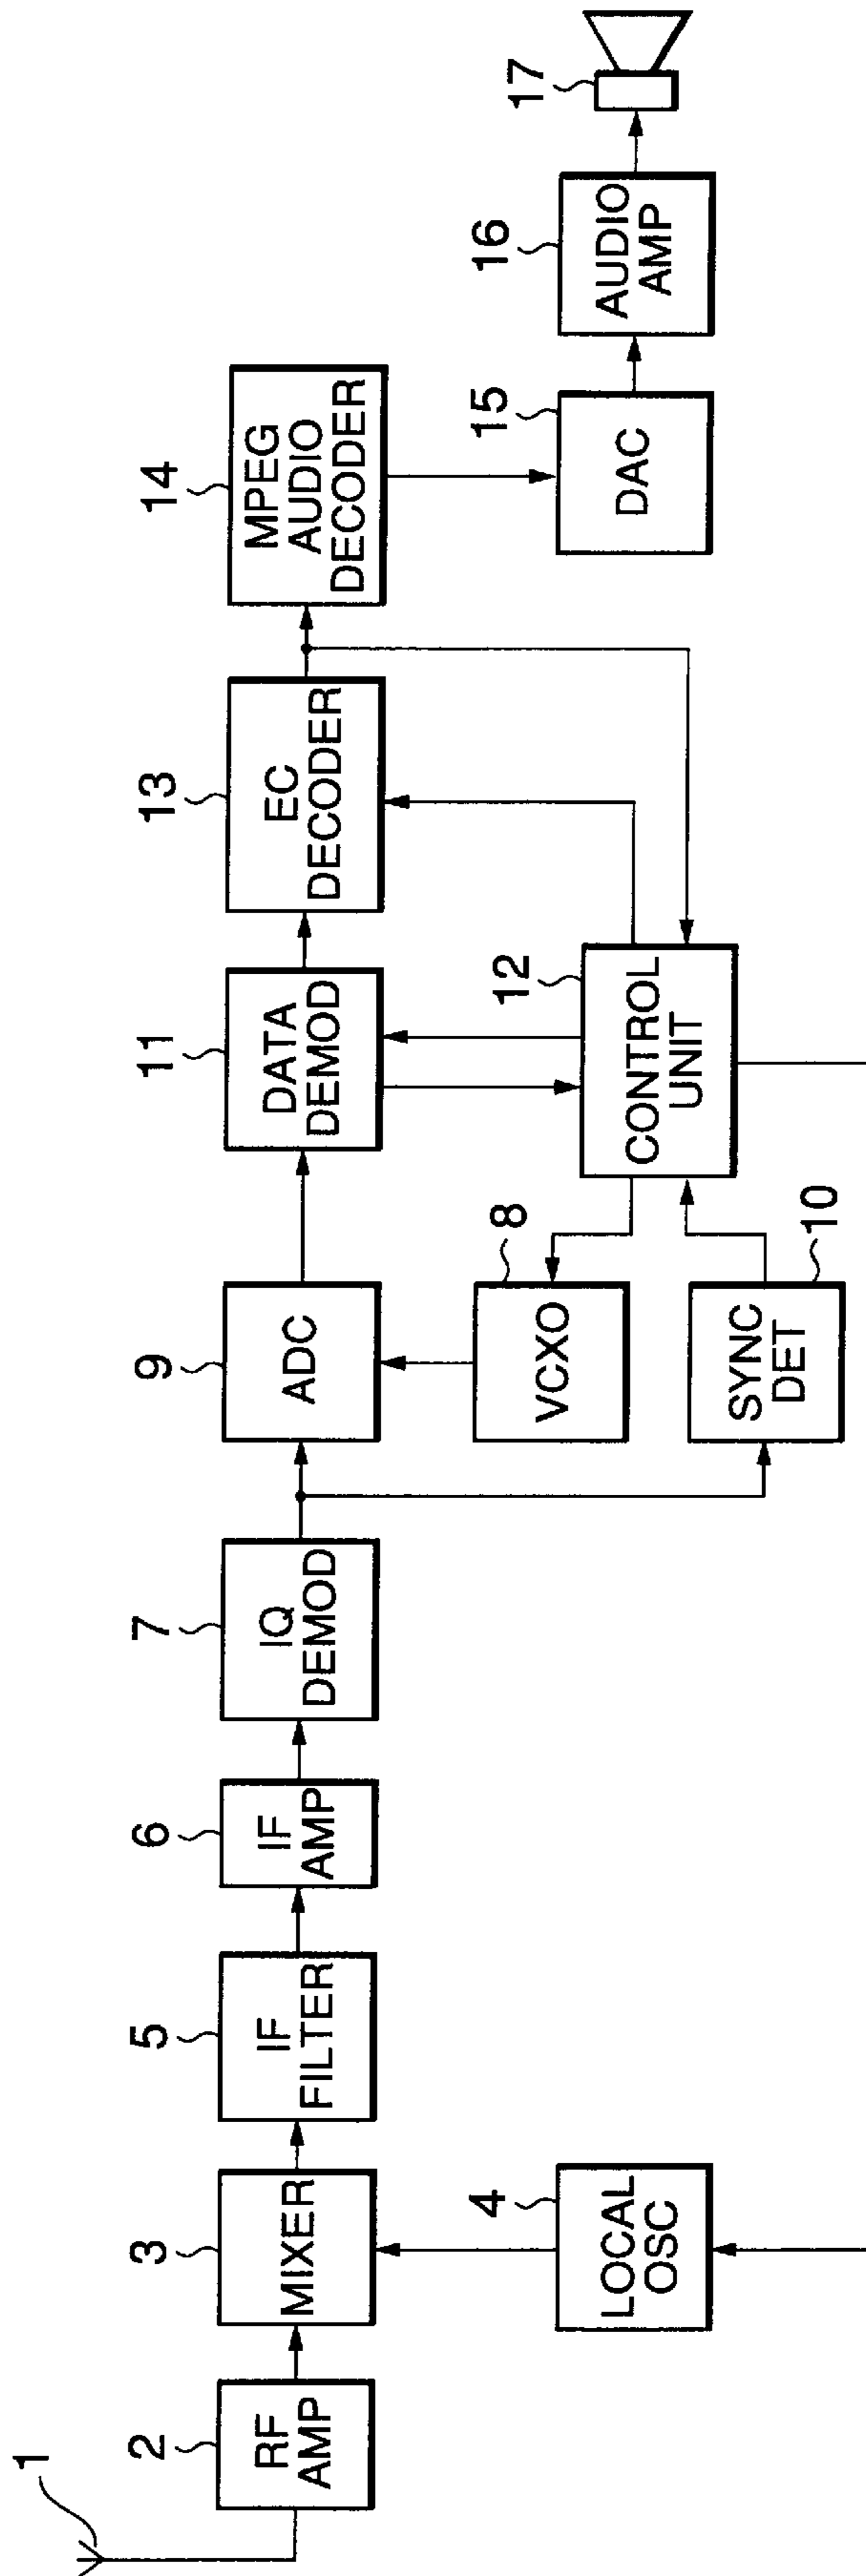 1
2
RF
AMP
3
MIXER
4
LOCAL
OSC
5
IF
FILTER
6
IF
AMP
7
IQ
DEMOD
9
ADC
8
VCXO
10
SYNC
DET
11
DATA
DEMOD
12
CONTROL
UNIT
13
EC
DECODER
14
MPEG
AUDIO
DECODER
15
DAC
16
AUDIO
AMP
17